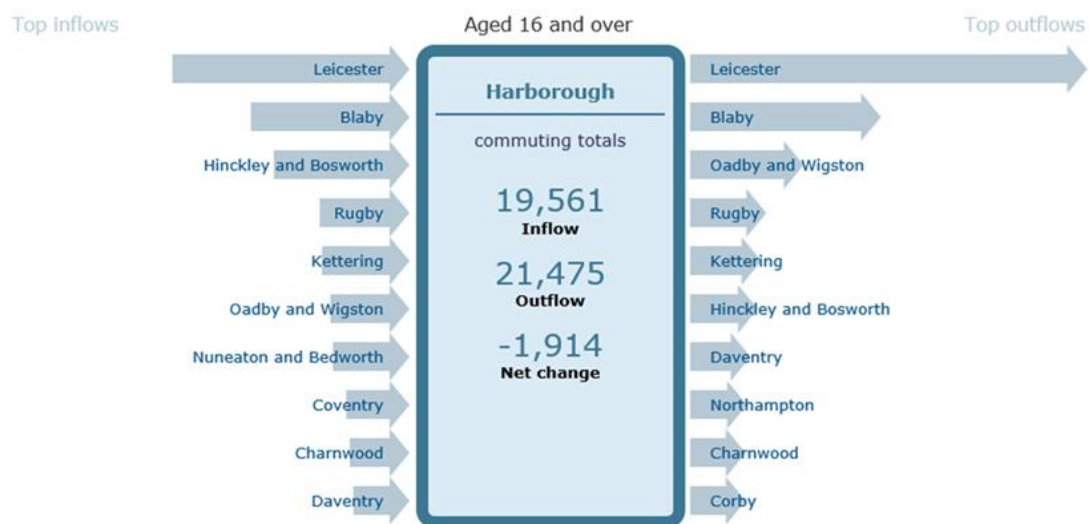 Top inflows
Aged 16 and over
Top outflows
Leicester
Blaby
Hinckley and Bosworth
Rugby
Kettering
Oadby and Wigston
Nuneaton and Bedworth
Coventry
Charnwood
Daventry
Harborough
commuting totals
19,561
Inflow
21,475
Outflow
-1,914
Net change
Leicester
Blaby
Oadby and Wigston
Rugby
Kettering
Hinckley and Bosworth
Daventry
Northampton
Charnwood
Corby